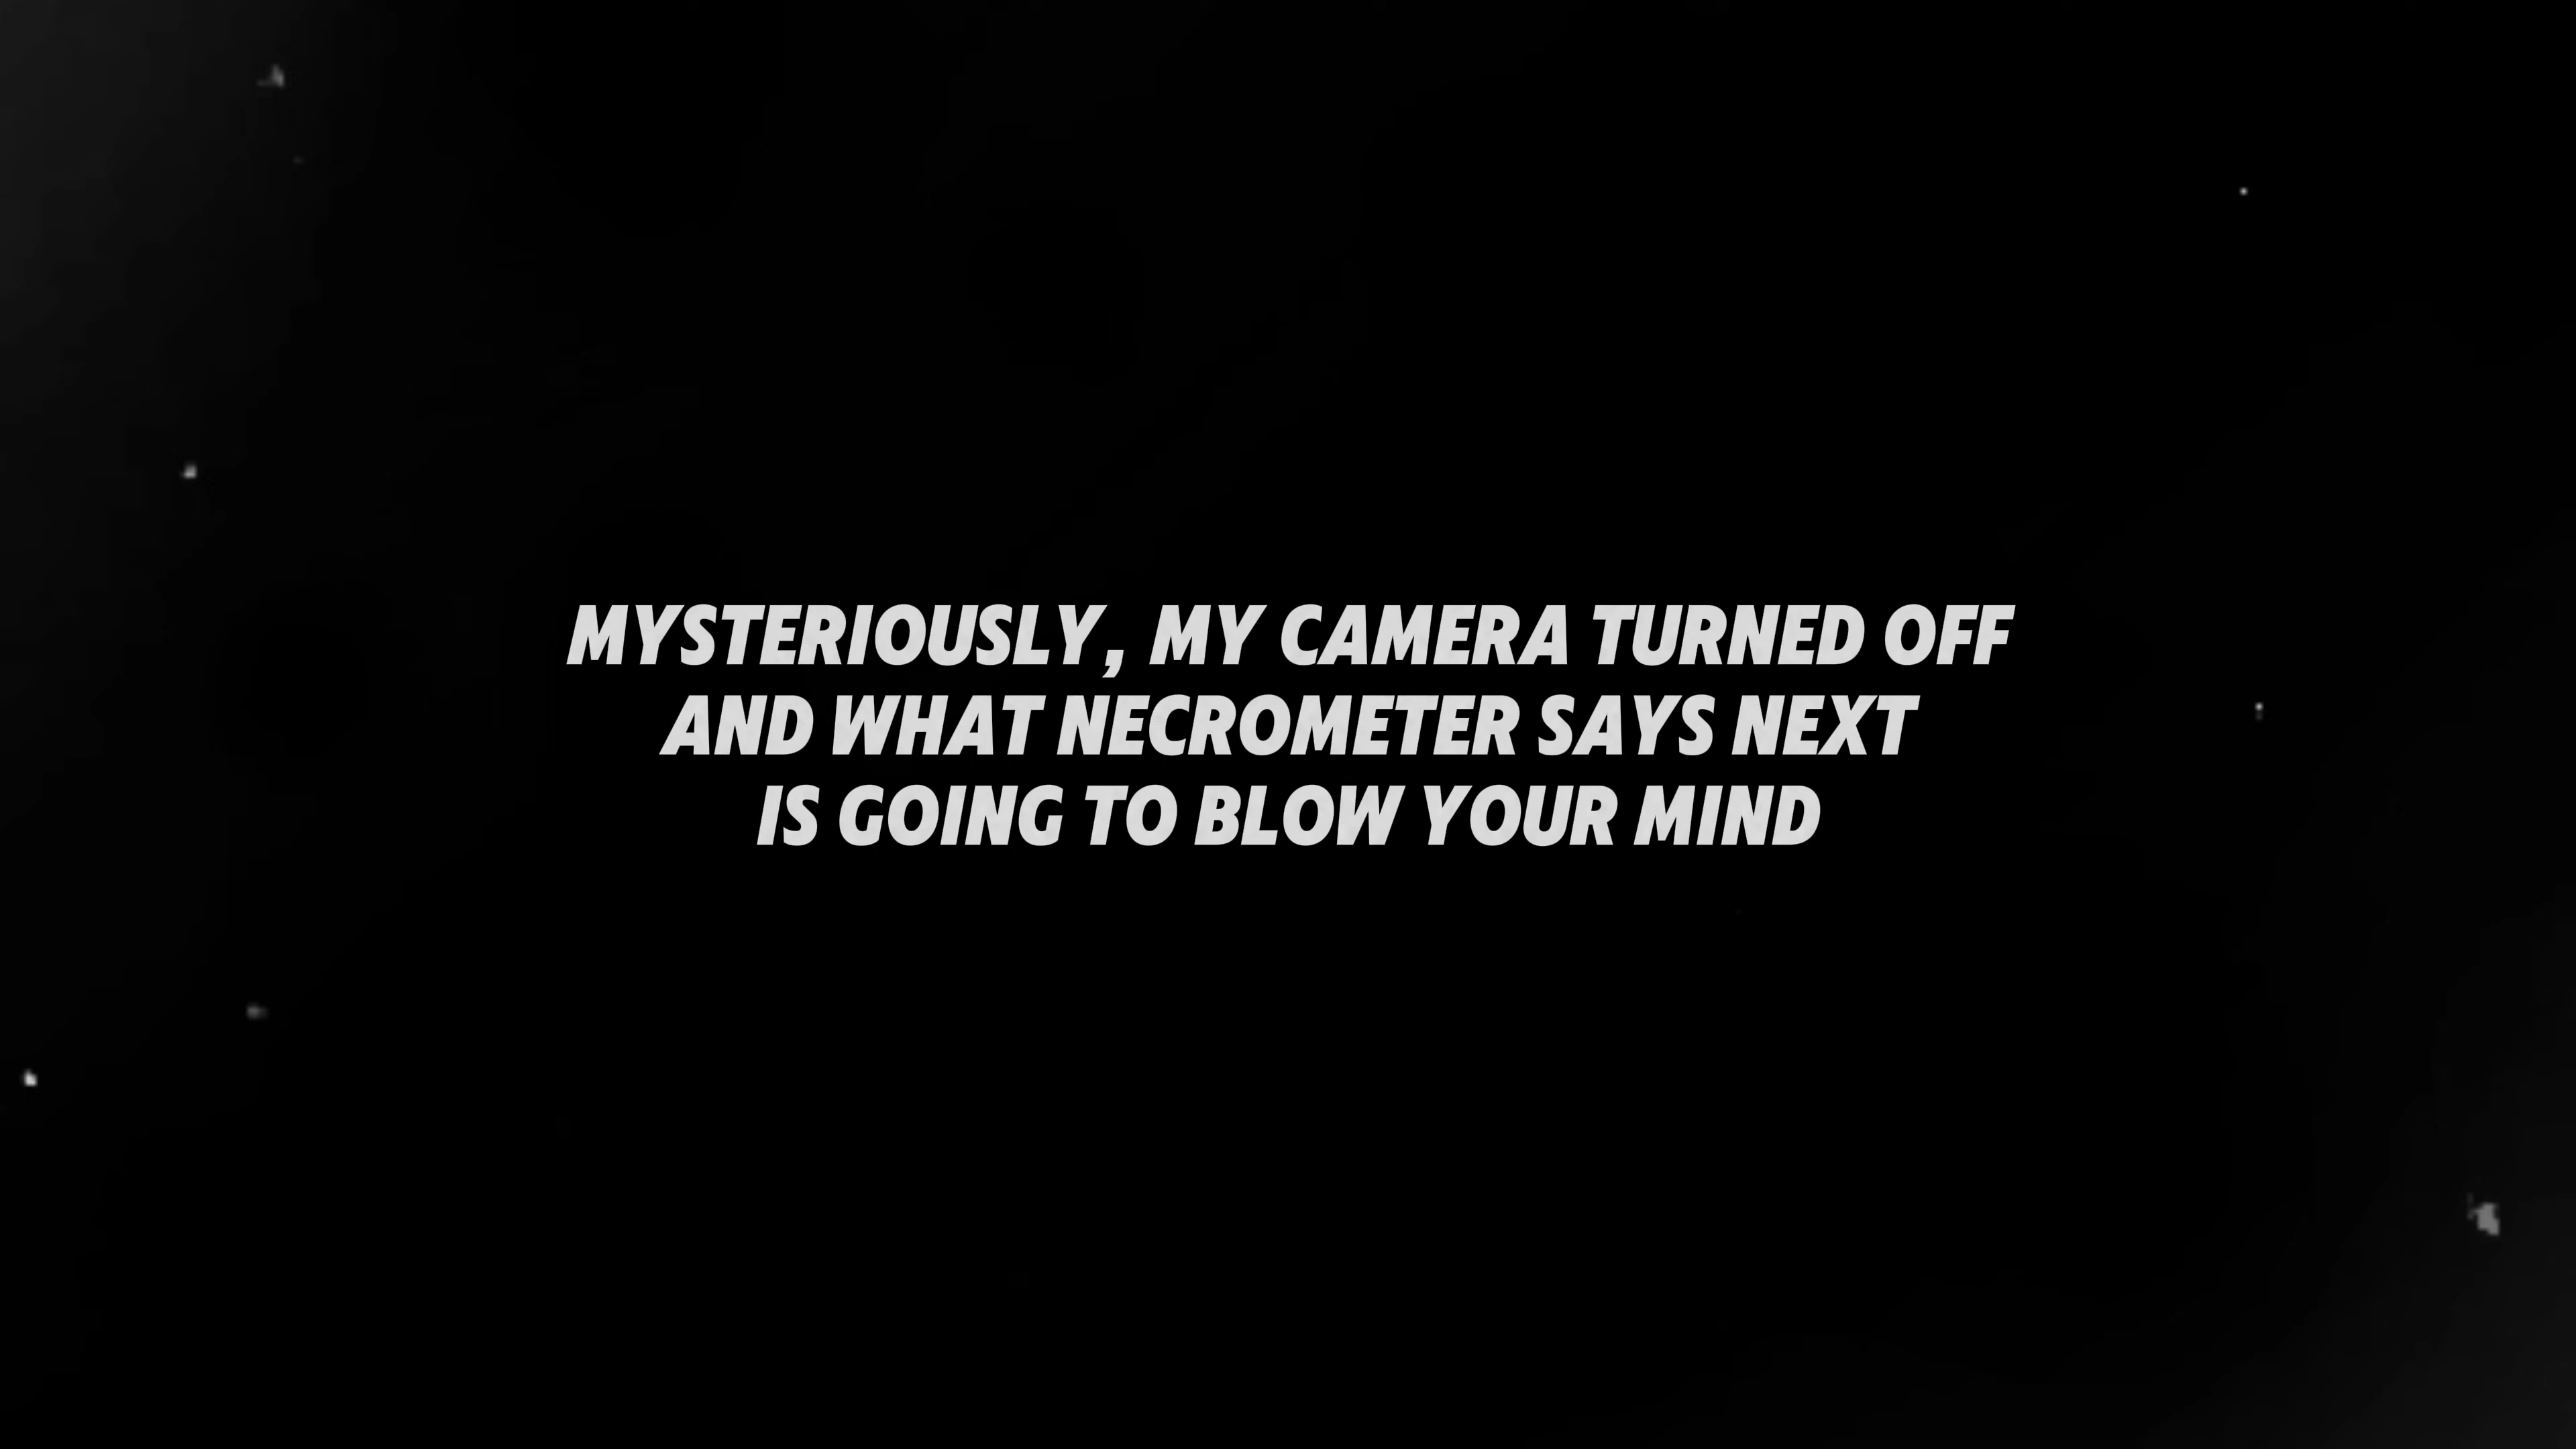 MYSTERIOUSLY, MY CAMERA TURNED OFF
AND WHAT NECROMETER SAYS NEXT
IS GOING TO BLOW YOUR MIND